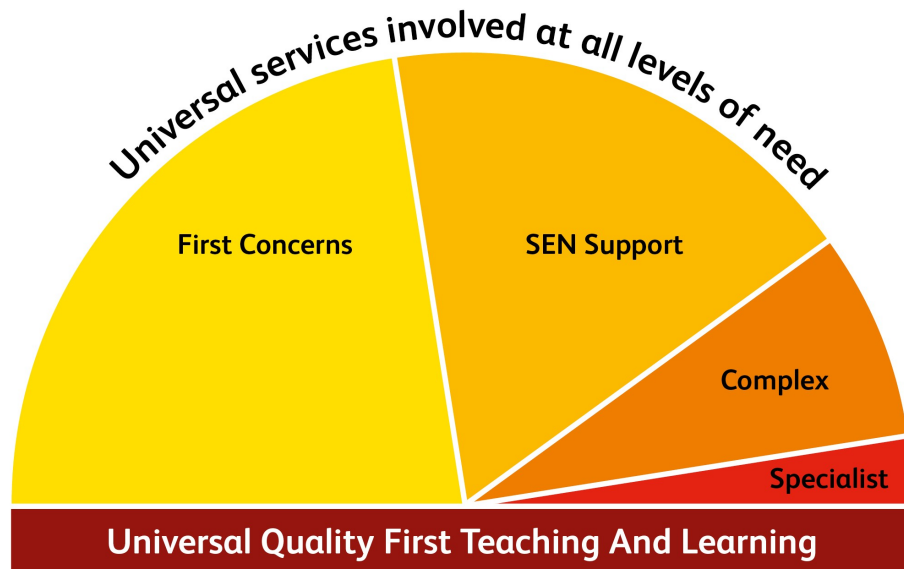 Universal services involved at all levels of need
First Concerns
SEN Support
Complex
Specialist
Universal Quality First Teaching And Learning